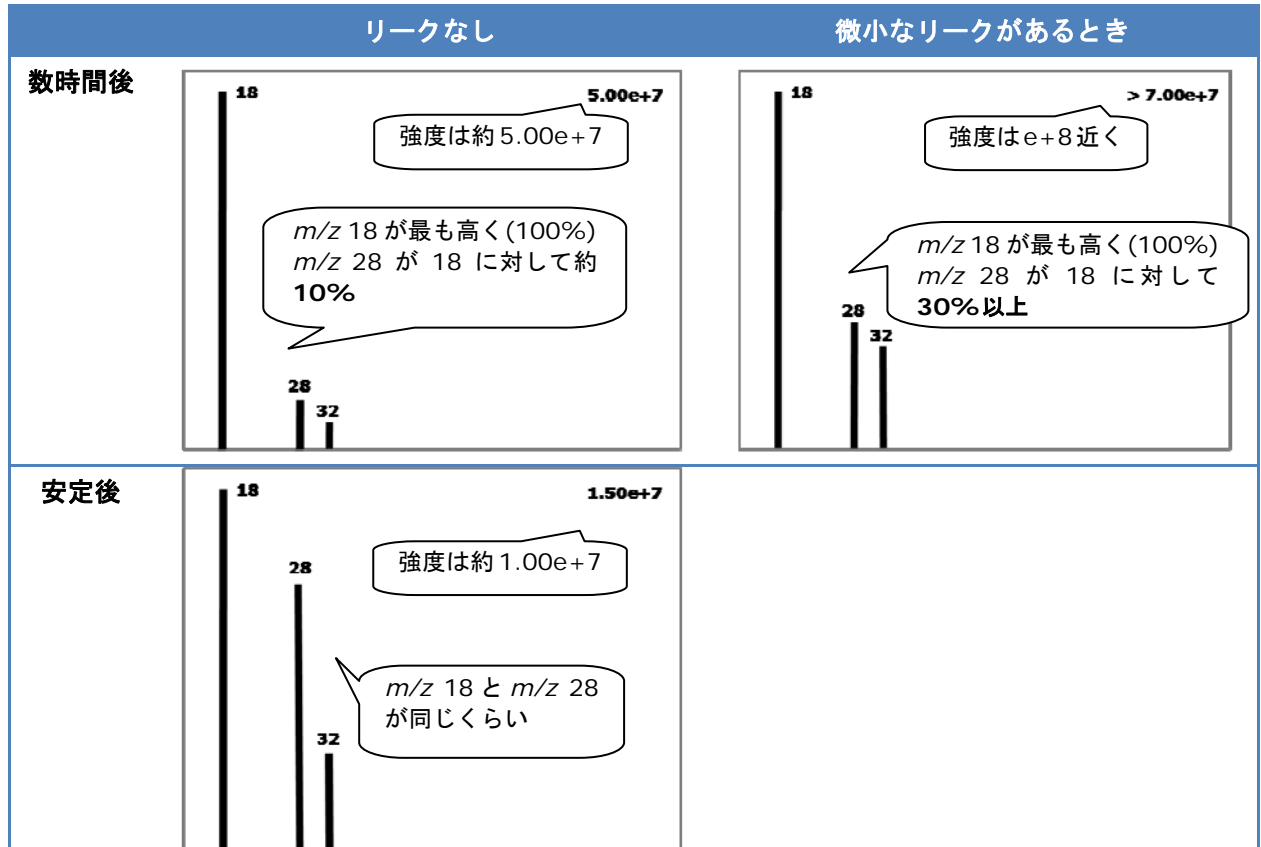 リークなし
微小なリークがあるとき
数時間後
18
5.00e+7
強度は約5.00e+7
m/z 18 が最も高く(100%)
m/z 28 が 18 に対して約
10%
28
32
18
> 7.00e+7
強度はe+8近く
m/z 18 が最も高く(100%)
m/z 28 が 18 に対して
30%以上
28
32
安定後
18
1.50e+7
強度は約1.00e+7
28
m/z 18 と m/z 28
が同じくらい
32